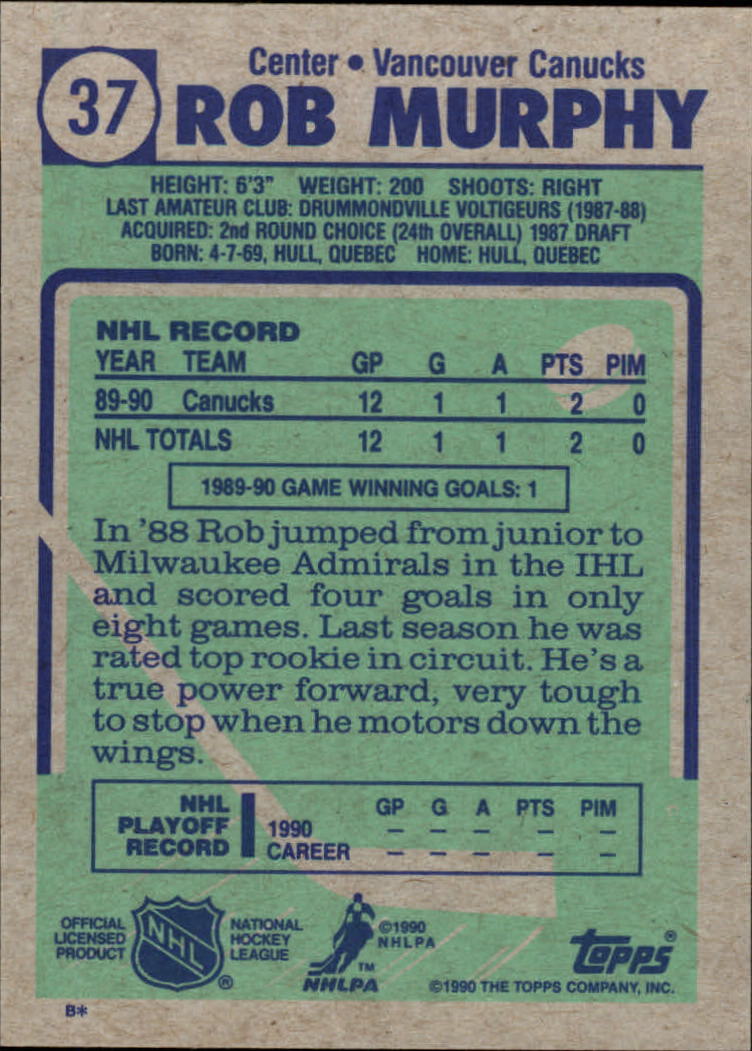 37
Center • Vancouver Canucks
ROB MURPHY
HEIGHT: 6'3" WEIGHT: 200 SHOOTS: RIGHT
LAST AMATEUR CLUB: DRUMMONDVILLE VOLTIGEURS (1987-88)
ACQUIRED: 2nd ROUND CHOICE (24th OVERALL) 1987 DRAFT
BORN: 4-7-69, HULL, QUEBEC HOME: HULL, QUEBEC
NHL RECORD
YEAR TEAM GP G A PTS PIM
89-90 Canucks 12 1 1 2 0
NHL TOTALS 12 1 1 2 0
1989-90 GAME WINNING GOALS: 1
In '88 Rob jumped from junior to
Milwaukee Admirals in the IHL
and scored four goals in only
eight games. Last season he was
rated top rookie in circuit. He's a
true power forward, very tough
to stop when he motors down the
wings.
NHL
PLAYOFF
RECORD
GP G A PTS PIM
1990 – – – – –
CAREER – – – – –
OFFICIAL
LICENSED
PRODUCT
NHL
®
NATIONAL
HOCKEY
LEAGUE
©1990
NHLPA
TM
NHLPA
topps®
©1990 THE TOPPS COMPANY, INC.
B*